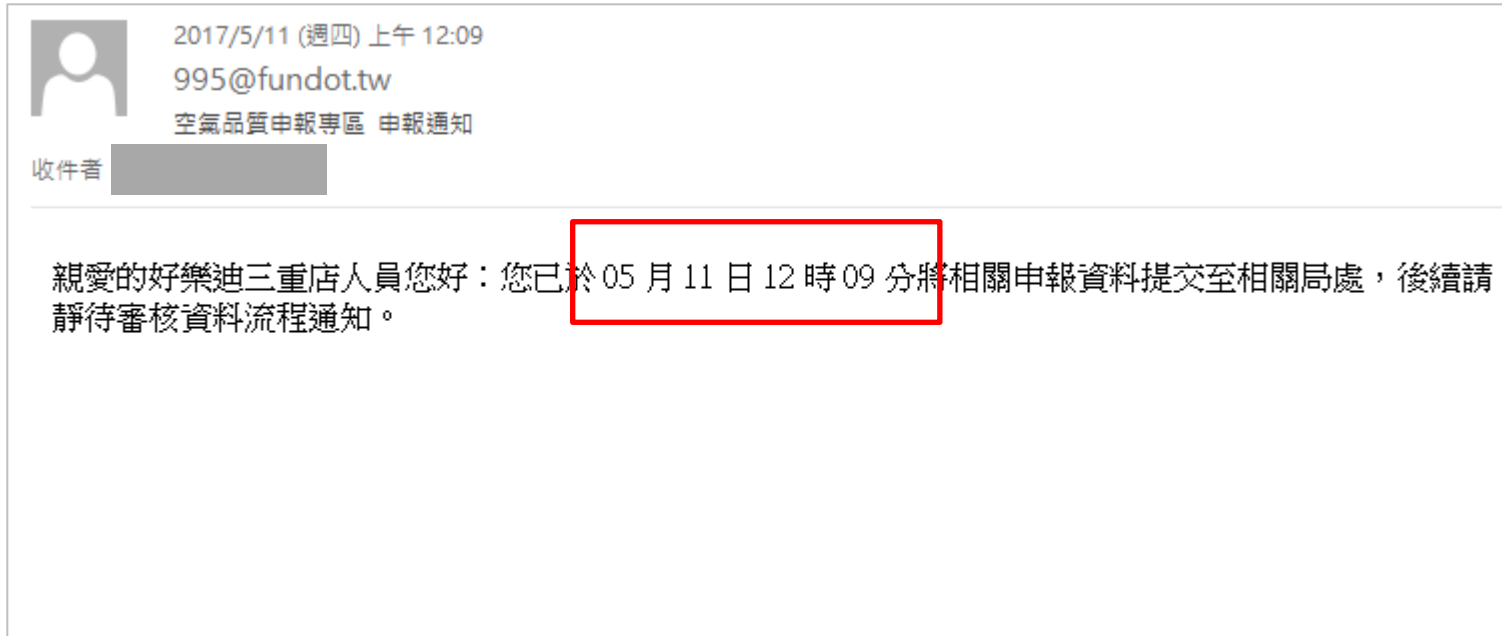 2017/5/11 (週四) 上午 12:09
995@fundot.tw
空氣品質申報專區 申報通知
收件者
親愛的好樂迪三重店人員您好：您已於 05 月 11 日 12 時 09 分將相關申報資料提交至相關局處，後續請
靜待審核資料流程通知。